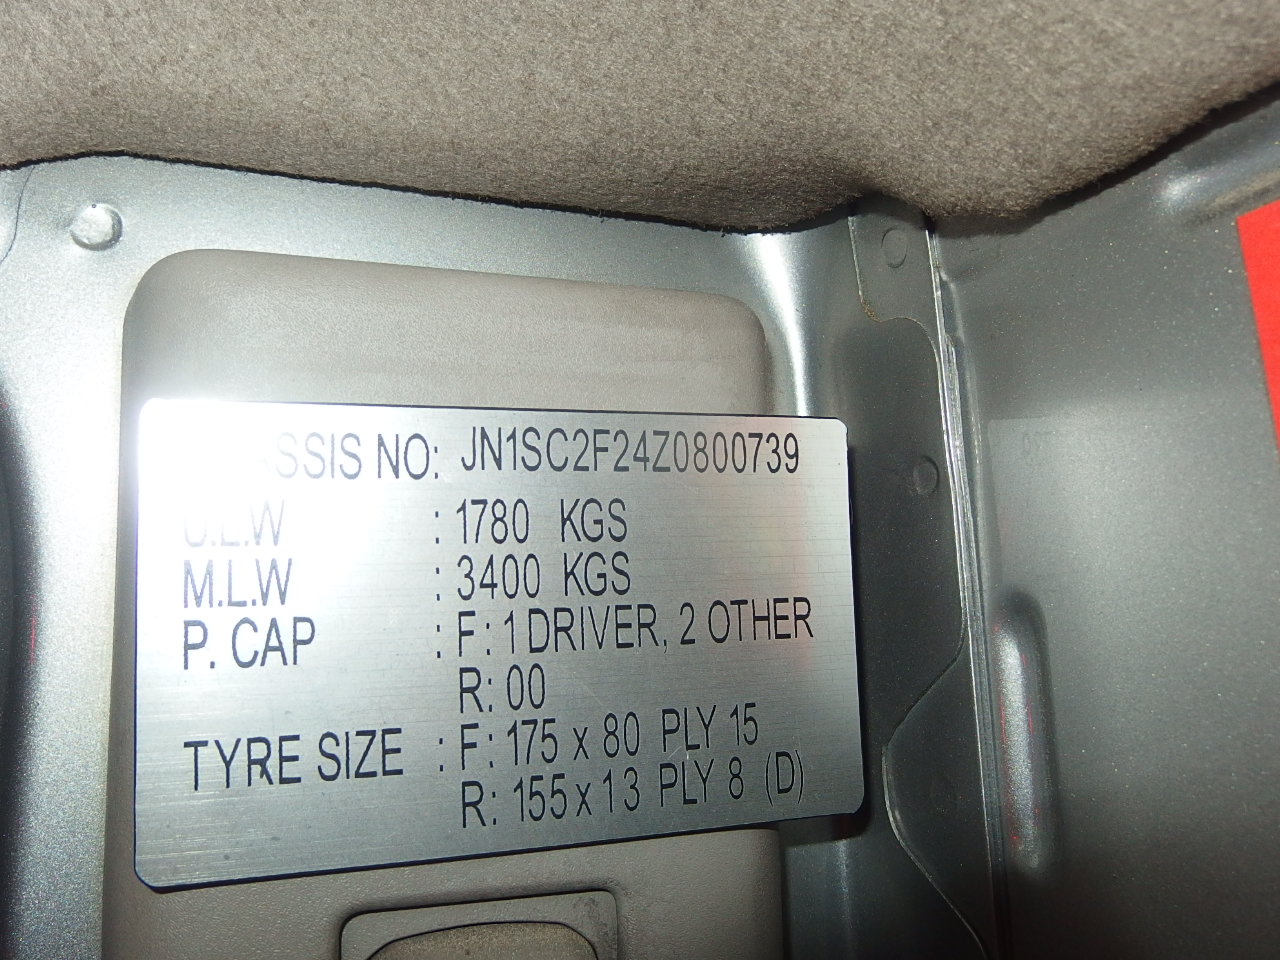 CHASSIS NO: JN1SC2F24Z0800739
U.L.W : 1780 KGS
M.L.W : 3400 KGS
P. CAP : F: 1 DRIVER, 2 OTHER
R: 00
TYRE SIZE : F: 175 x 80 PLY 15
R: 155 x 13 PLY 8 (D)